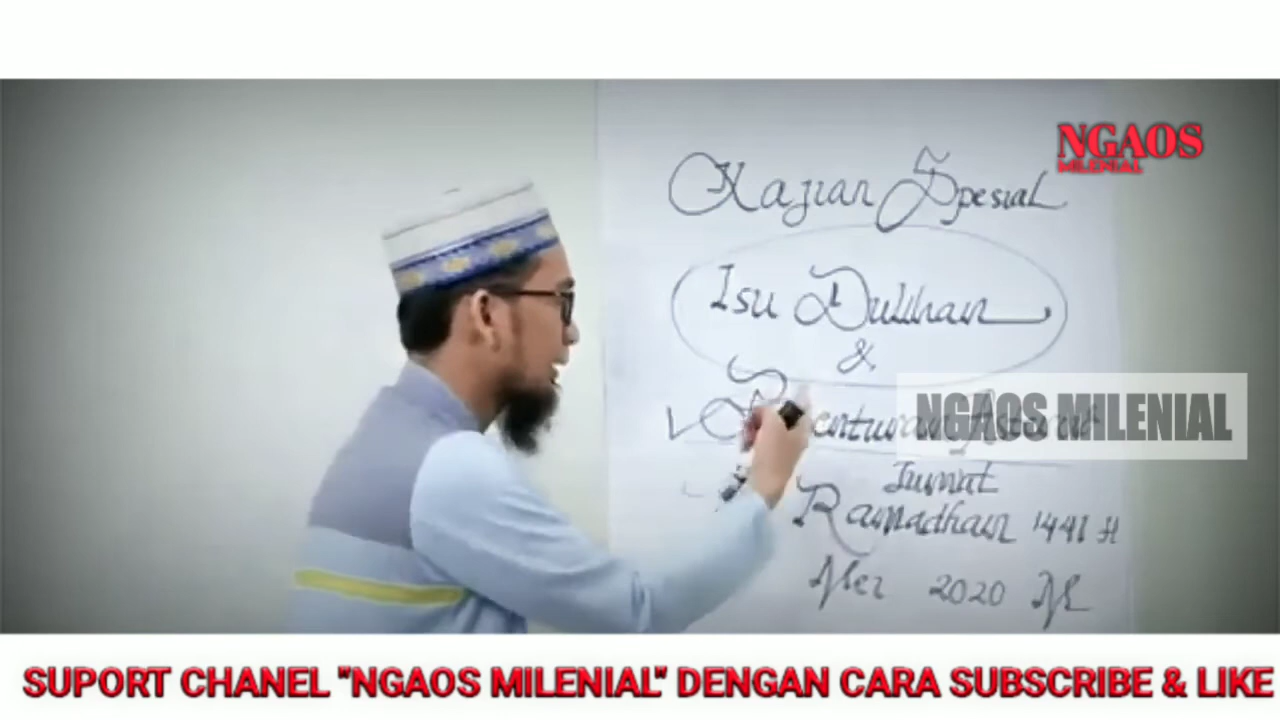 NGAOS
MILENIAL
Kajian Spesial
Isu Dukhan
&
NGAOS MILENIAL
Jumat
Ramadhan 1441 H
Mei 2020 M
SUPORT CHANEL "NGAOS MILENIAL" DENGAN CARA SUBSCRIBE & LIKE